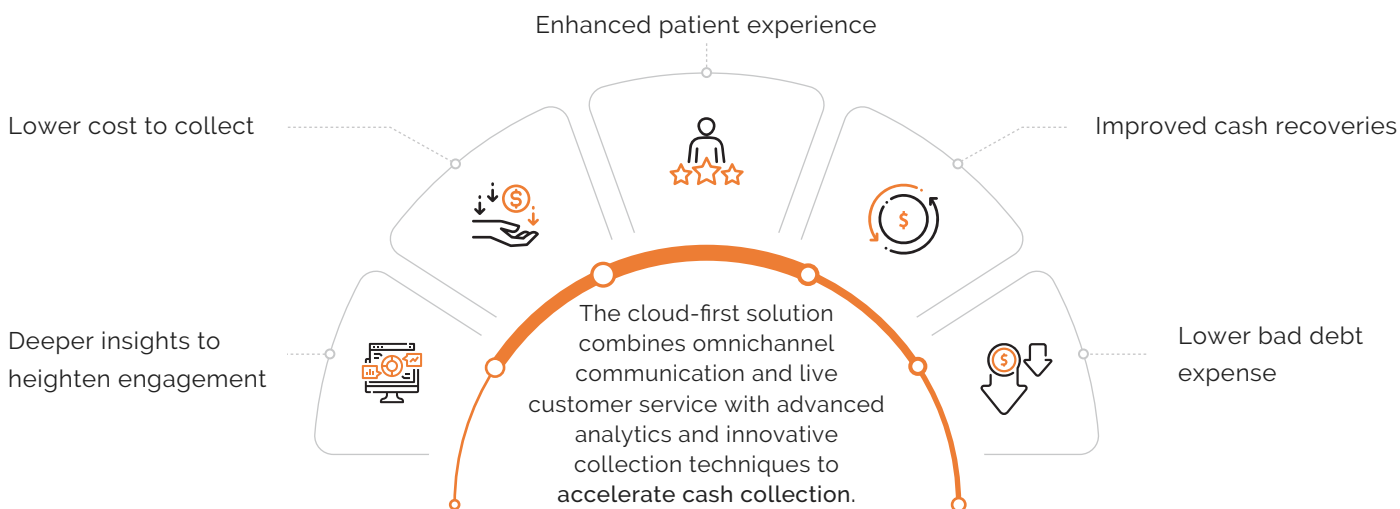 Enhanced patient experience
Lower cost to collect
Improved cash recoveries
Deeper insights to
heighten engagement
Lower bad debt
expense
The cloud-first solution
combines omnichannel
communication and live
customer service with advanced
analytics and innovative
collection techniques to
accelerate cash collection.